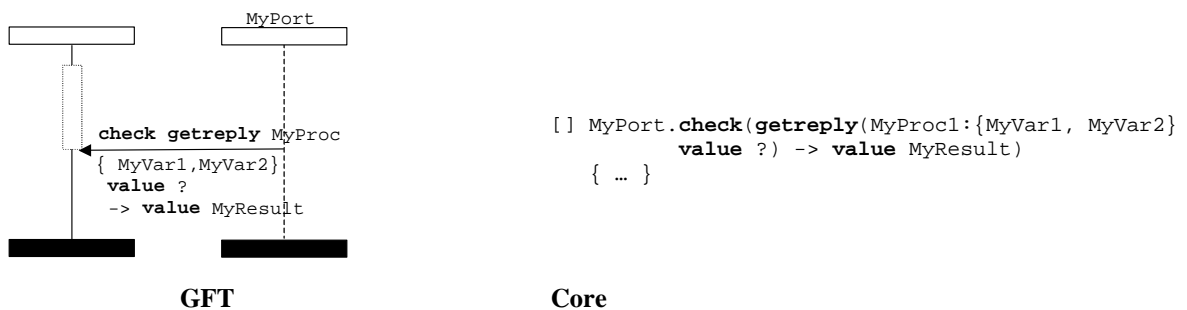 MyPort
check getreply MyProc
{ MyVar1,MyVar2}
value ?
-> value MyResult
[] MyPort.check(getreply(MyProc1:{MyVar1, MyVar2}
value ?) -> value MyResult)
{ … }
GFT
Core